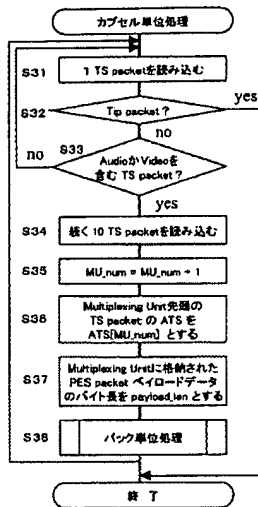 カプセル単位処理
S31
1 TS packetを読み込む
S32
Tip packet?
yes
no
S33
no
AudioかVideoを
含む TS packet?
yes
S34
続く 10 TS packetを読み込む
S35
MU_num = MU_num + 1
S36
Multiplexing Unit先頭の
TS packet の ATS を
ATS[MU_num] とする
S37
Multiplexing Unitに格納された
PES packet ペイロードデータ
のバイト長を payload_len とする
S38
パック単位処理
終 了